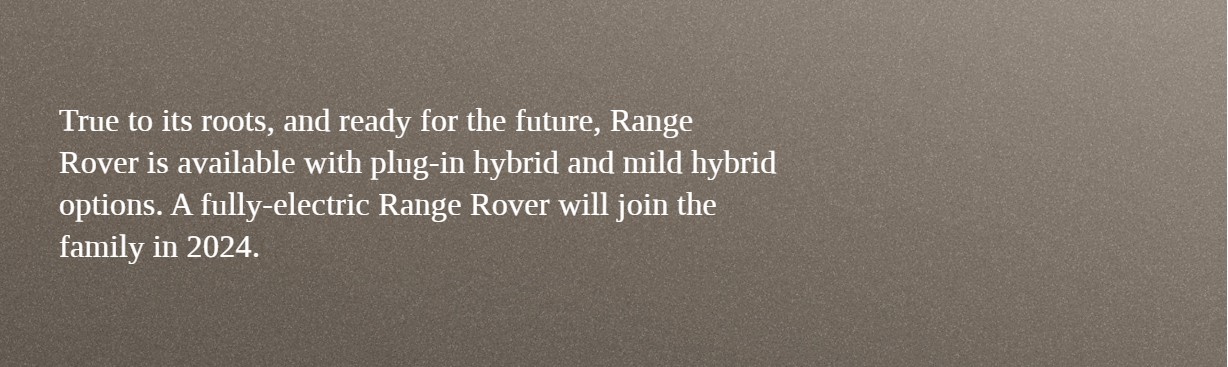 True to its roots, and ready for the future, Range
Rover is available with plug-in hybrid and mild hybrid
options. A fully-electric Range Rover will join the
family in 2024.